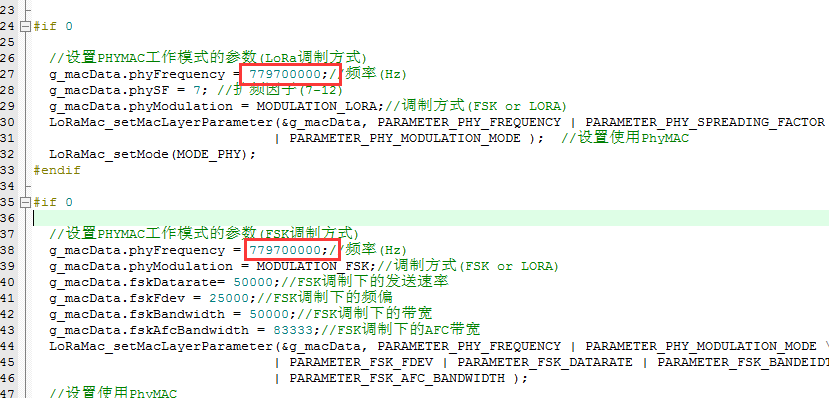 23
24 #if 0
25
26 //设置PHYMAC工作模式的参数(LoRa调制方式)
27 g_macData.phyFrequency = 779700000;//频率(Hz)
28 g_macData.physF = 7; //扩频因子(7-12)
29 g_macData.phyModulation = MODULATION_LORA;//调制方式(FSK or LORA)
30 LoRaMac_setMacLayerParameter(&g_macData, PARAMETER_PHY_FREQUENCY | PARAMETER_PHY_SPREADING_FACTOR
31 | PARAMETER_PHY_MODULATION_MODE ); //设置使用PhyMAC
32 LoRaMac_setMode(MODE_PHY);
33 #endif
34
35 #if 0
36
37 //设置PHYMAC工作模式的参数(FSK调制方式)
38 g_macData.phyFrequency = 779700000;//频率(Hz)
39 g_macData.phyModulation = MODULATION_FSK;//调制方式(FSK or LORA)
40 g_macData.fskDatarate= 50000;//FSK调制下的发送速率
41 g_macData.fskFdev = 25000;//FSK调制下的频偏
42 g_macData.fskBandwidth = 50000;//FSK调制下的带宽
43 g_macData.fskAfcBandwidth = 83333;//FSK调制下的AFC带宽
44 LoRaMac_setMacLayerParameter(&g_macData, PARAMETER_PHY_FREQUENCY | PARAMETER_PHY_MODULATION_MODE \
45 | PARAMETER_FSK_FDEV | PARAMETER_FSK_DATARATE | PARAMETER_FSK_BANDEIDT
46 | PARAMETER_FSK_AFC_BANDWIDTH );
47 //设置使用PhyMAC